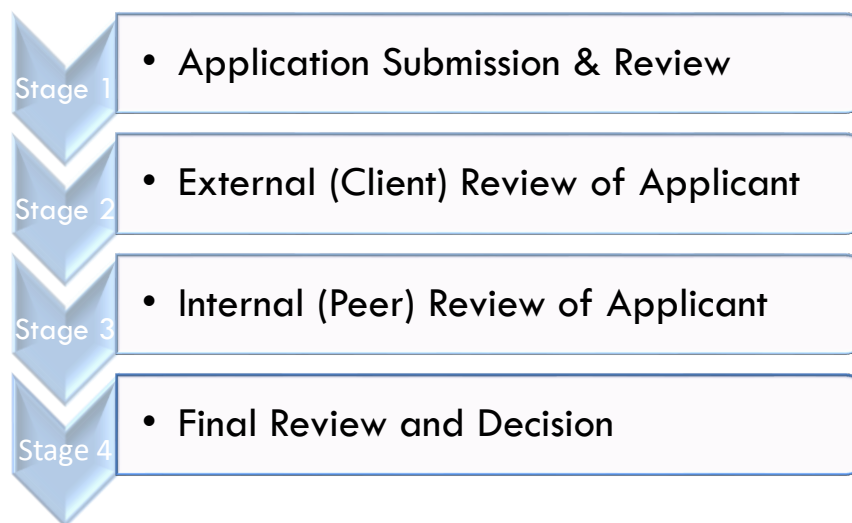 Stage 1
• Application Submission & Review
Stage 2
• External (Client) Review of Applicant
Stage 3
• Internal (Peer) Review of Applicant
Stage 4
• Final Review and Decision